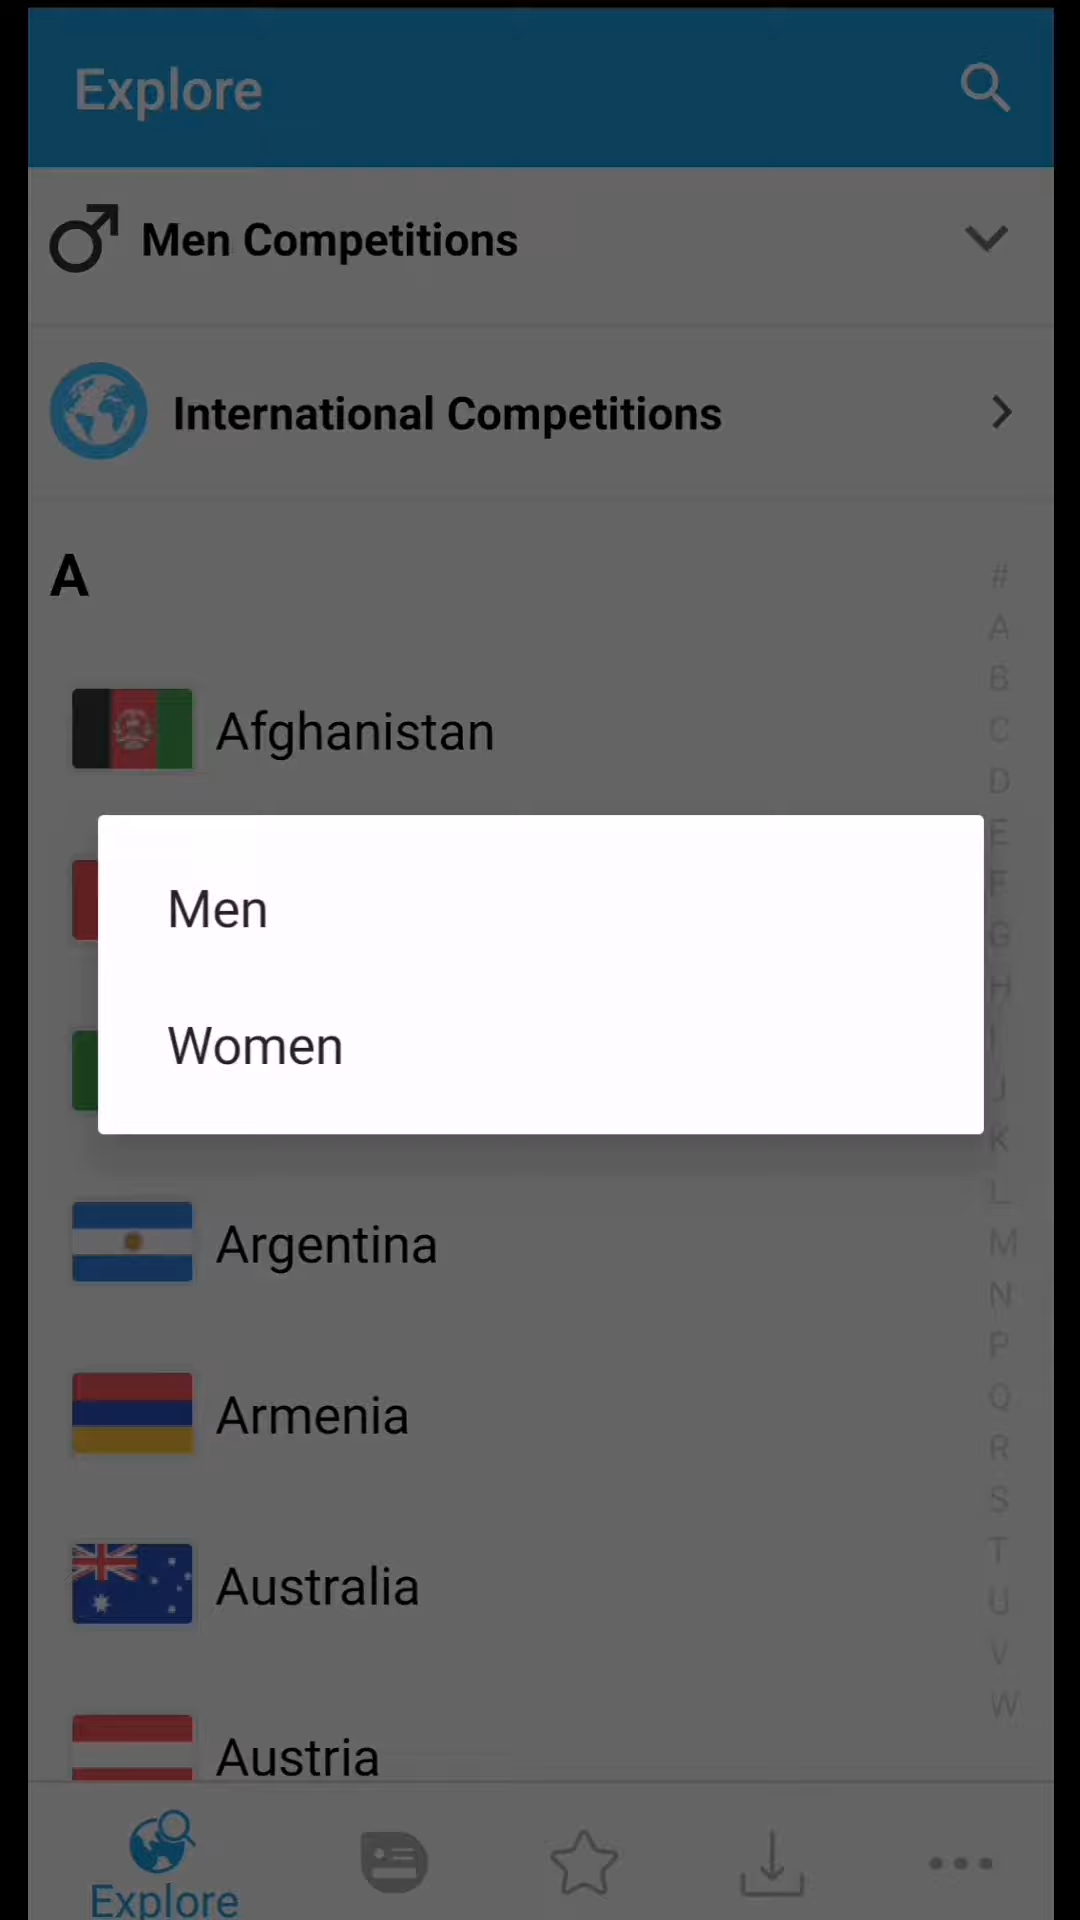 Explore
Men Competitions
International Competitions
A
#
A
B
C
D
E
F
G
H
I
J
K
L
M
N
P
Q
R
S
T
U
V
W
Afghanistan
Men
Women
Argentina
Armenia
Australia
Austria
Explore